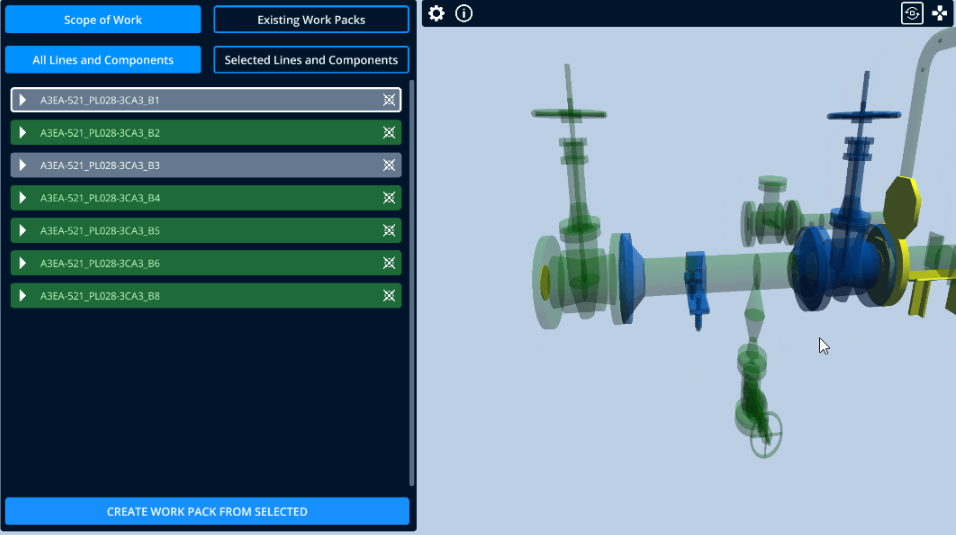 Scope of Work
Existing Work Packs
All Lines and Components
Selected Lines and Components
A3EA-521_PL028-3CA3_B1
A3EA-521_PL028-3CA3_B2
A3EA-521_PL028-3CA3_B3
A3EA-521_PL028-3CA3_B4
A3EA-521_PL028-3CA3_B5
A3EA-521_PL028-3CA3_B6
A3EA-521_PL028-3CA3_B8
CREATE WORK PACK FROM SELECTED